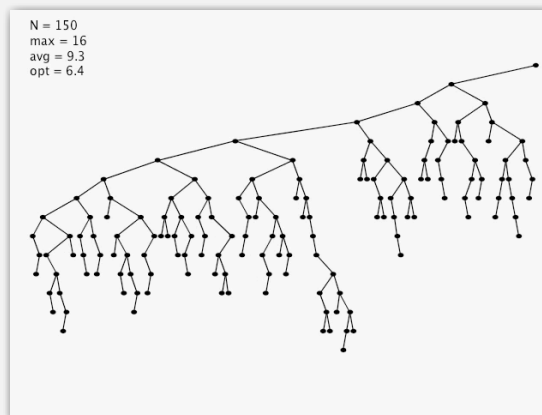 N = 150
max = 16
avg = 9.3
opt = 6.4